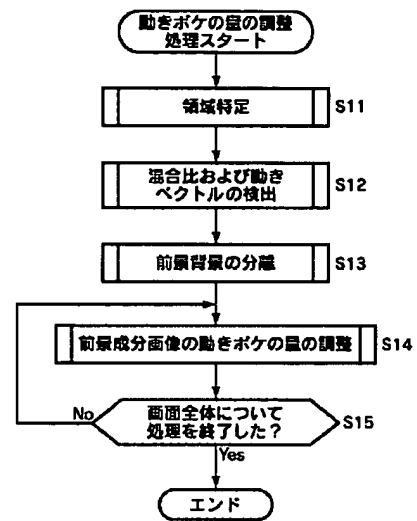 動きボケの量の調整
処理スタート
領域特定
S11
混合比および動き
ベクトルの検出
S12
前景背景の分離
S13
前景成分画像の動きボケの量の調整
S14
画面全体について
処理を終了した?
S15
No
Yes
エンド